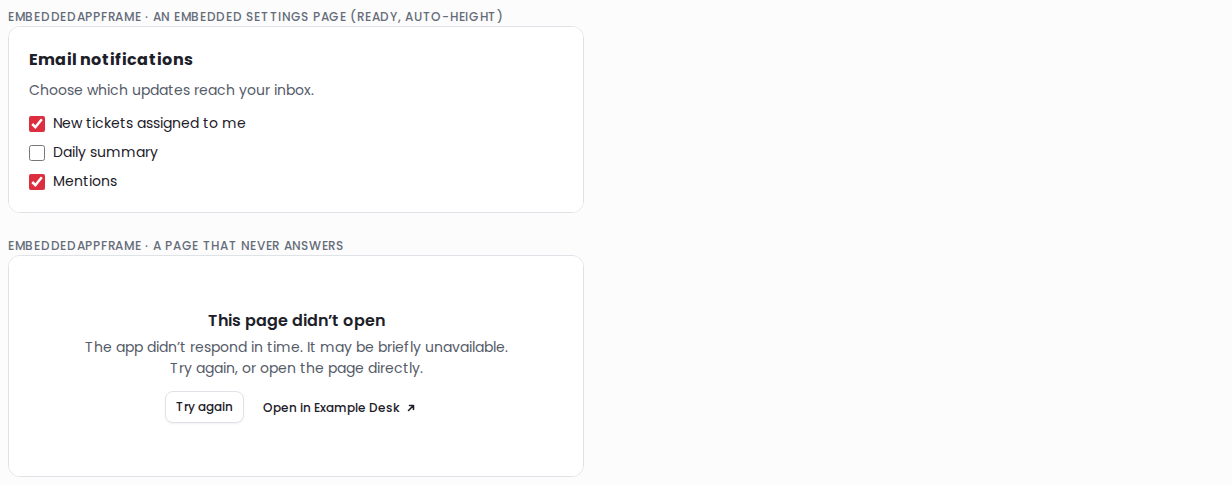 EMBEDDEDAPPFRAME · AN EMBEDDED SETTINGS PAGE (READY, AUTO-HEIGHT)
Email notifications
Choose which updates reach your inbox.
New tickets assigned to me
Daily summary
Mentions
EMBEDDEDAPPFRAME · A PAGE THAT NEVER ANSWERS
This page didn’t open
The app didn’t respond in time. It may be briefly unavailable.
Try again, or open the page directly.
Try again
Open in Example Desk ↗